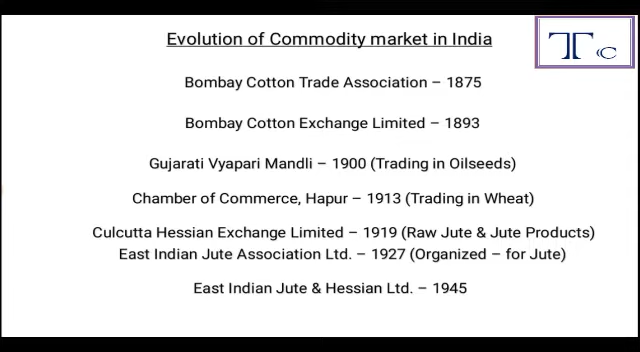 Evolution of Commodity market in India
TC
Bombay Cotton Trade Association – 1875
Bombay Cotton Exchange Limited – 1893
Gujarati Vyapari Mandli – 1900 (Trading in Oilseeds)
Chamber of Commerce, Hapur – 1913 (Trading in Wheat)
Culcutta Hessian Exchange Limited – 1919 (Raw Jute & Jute Products)
East Indian Jute Association Ltd. – 1927 (Organized – for Jute)
East Indian Jute & Hessian Ltd. – 1945